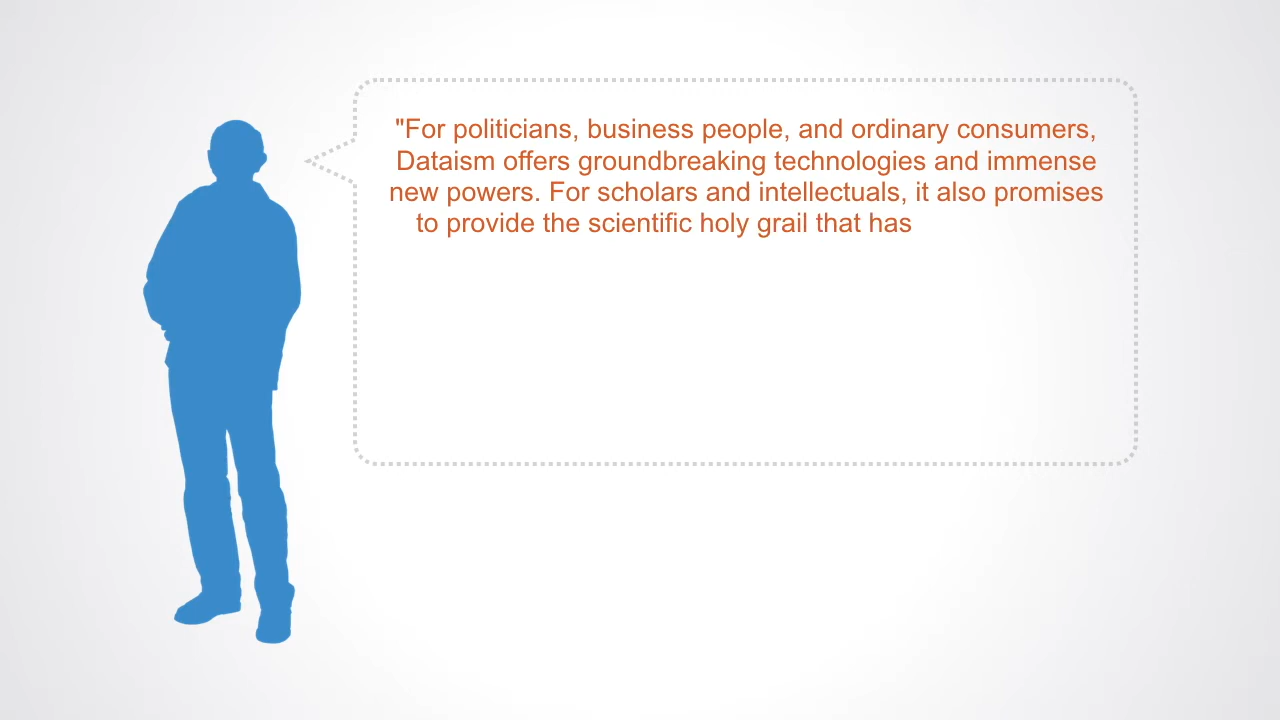 "For politicians, business people, and ordinary consumers,
Dataism offers groundbreaking technologies and immense
new powers. For scholars and intellectuals, it also promises
to provide the scientific holy grail that has